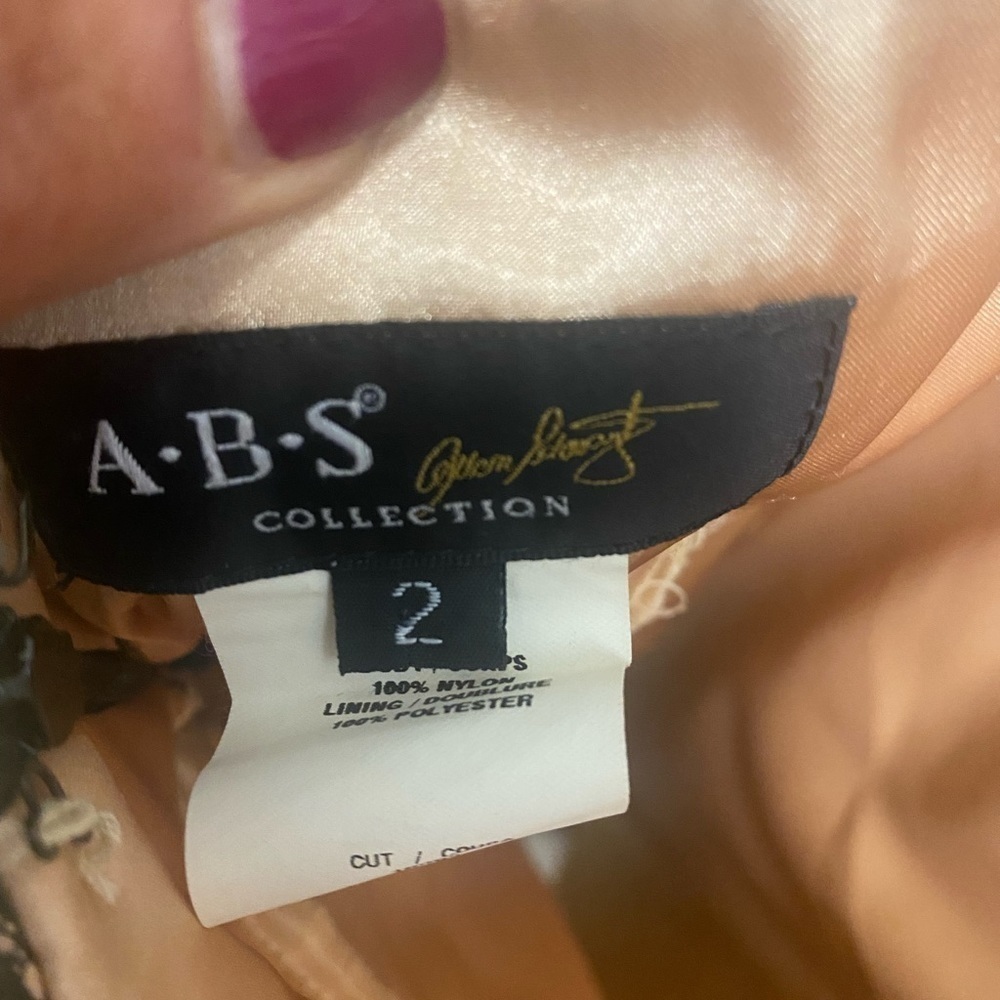 A·B·S®
COLLECTION
2
100% NYLON
LINING / DOUBLURE
100% POLYESTER
CUT /